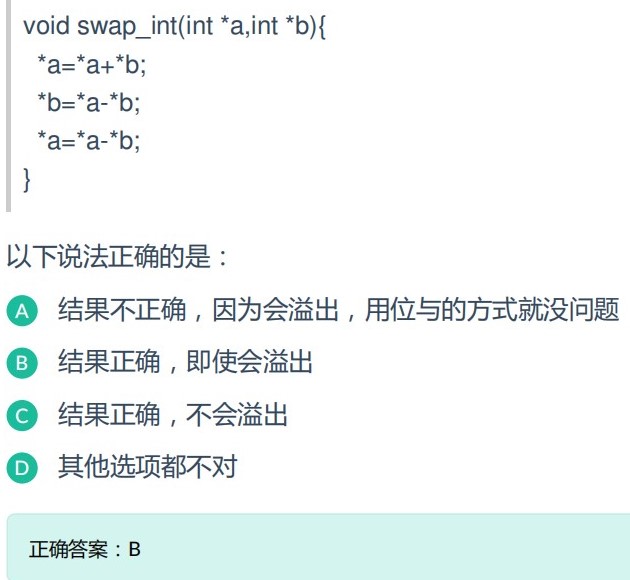 void swap_int(int *a,int *b){
*a=*a+*b;
*b=*a-*b;
*a=*a-*b;
}
以下说法正确的是：
A 结果不正确，因为会溢出，用位与的方式就没问题
B 结果正确，即使会溢出
C 结果正确，不会溢出
D 其他选项都不对
正确答案：B